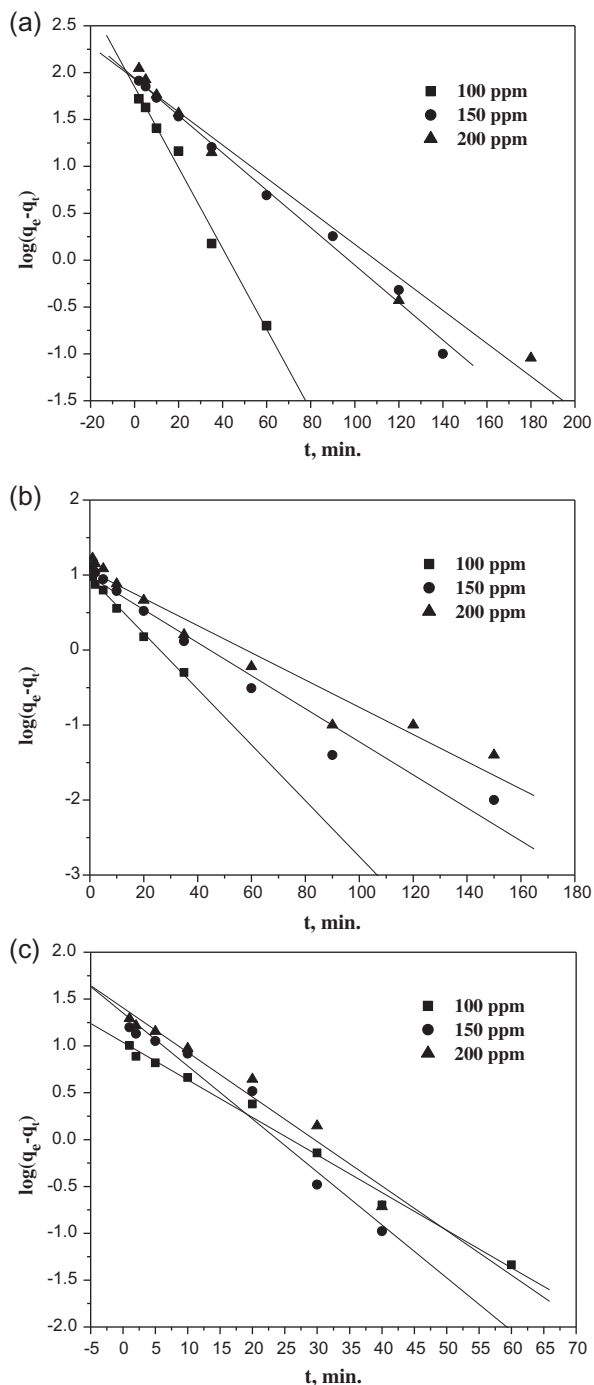 (a)
2.5
2.0
1.5
1.0
0.5
0.0
-0.5
-1.0
-1.5
log(qe-qt)
100 ppm
150 ppm
200 ppm
-20 0 20 40 60 80 100 120 140 160 180 200
t, min.
(b)
2
1
0
-1
-2
-3
log(qe-qt)
100 ppm
150 ppm
200 ppm
0 20 40 60 80 100 120 140 160 180
t, min.
(c)
2.0
1.5
1.0
0.5
0.0
-0.5
-1.0
-1.5
-2.0
log(qe-qt)
100 ppm
150 ppm
200 ppm
-5 0 5 10 15 20 25 30 35 40 45 50 55 60 65 70
t, min.